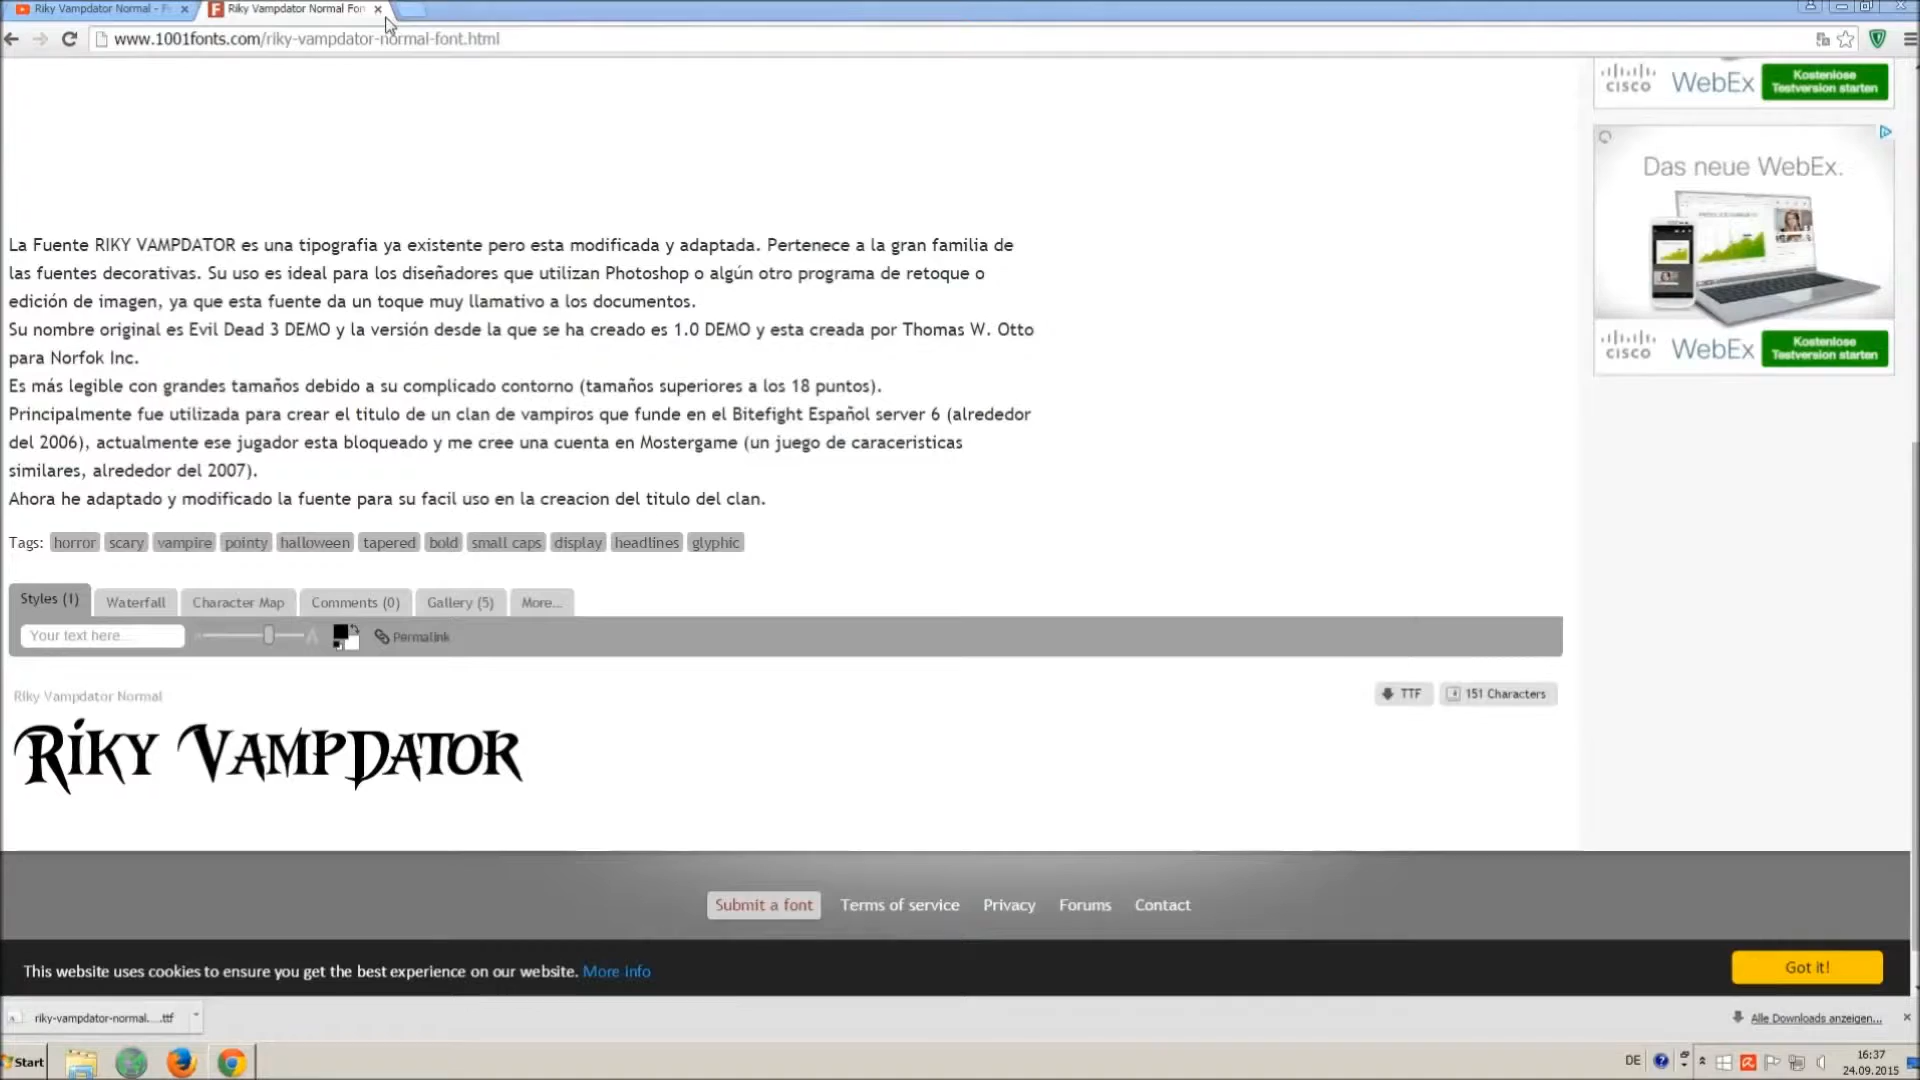 Riky Vampdator Normal -
Riky Vampdator Normal Fon
www.1001fonts.com/riky-vampdator-normal-font.html
CISCO WebEx Kostenlose
Testversion starten
Das neue WebEx.
CISCO WebEx Kostenlose
Testversion starten
La Fuente RIKY VAMPDATOR es una tipografia ya existente pero esta modificada y adaptada. Pertenece a la gran familia de
las fuentes decorativas. Su uso es ideal para los diseñadores que utilizan Photoshop o algún otro programa de retoque o
edición de imagen, ya que esta fuente da un toque muy llamativo a los documentos.
Su nombre original es Evil Dead 3 DEMO y la versión desde la que se ha creado es 1.0 DEMO y esta creada por Thomas W. Otto
para Norfok Inc.
Es más legible con grandes tamaños debido a su complicado contorno (tamaños superiores a los 18 puntos).
Principalmente fue utilizada para crear el titulo de un clan de vampiros que funde en el Bitefight Español server 6 (alrededor
del 2006), actualmente ese jugador esta bloqueado y me cree una cuenta en Mostergame (un juego de caraceristicas
similares, alrededor del 2007).
Ahora he adaptado y modificado la fuente para su facil uso en la creacion del titulo del clan.
Tags: horror scary vampire pointy halloween tapered bold small caps display headlines glyphic
Styles (1) Waterfall Character Map Comments (0) Gallery (5) More...
Your text here... Permalink
Riky Vampdator Normal
TTF 151 Characters
Riky VampDator
Submit a font Terms of service Privacy Forums Contact
This website uses cookies to ensure you get the best experience on our website. More info
Got it!
riky-vampdator-normal....ttf
Alle Downloads anzeigen...
Start
DE
16:37
24.09.2015